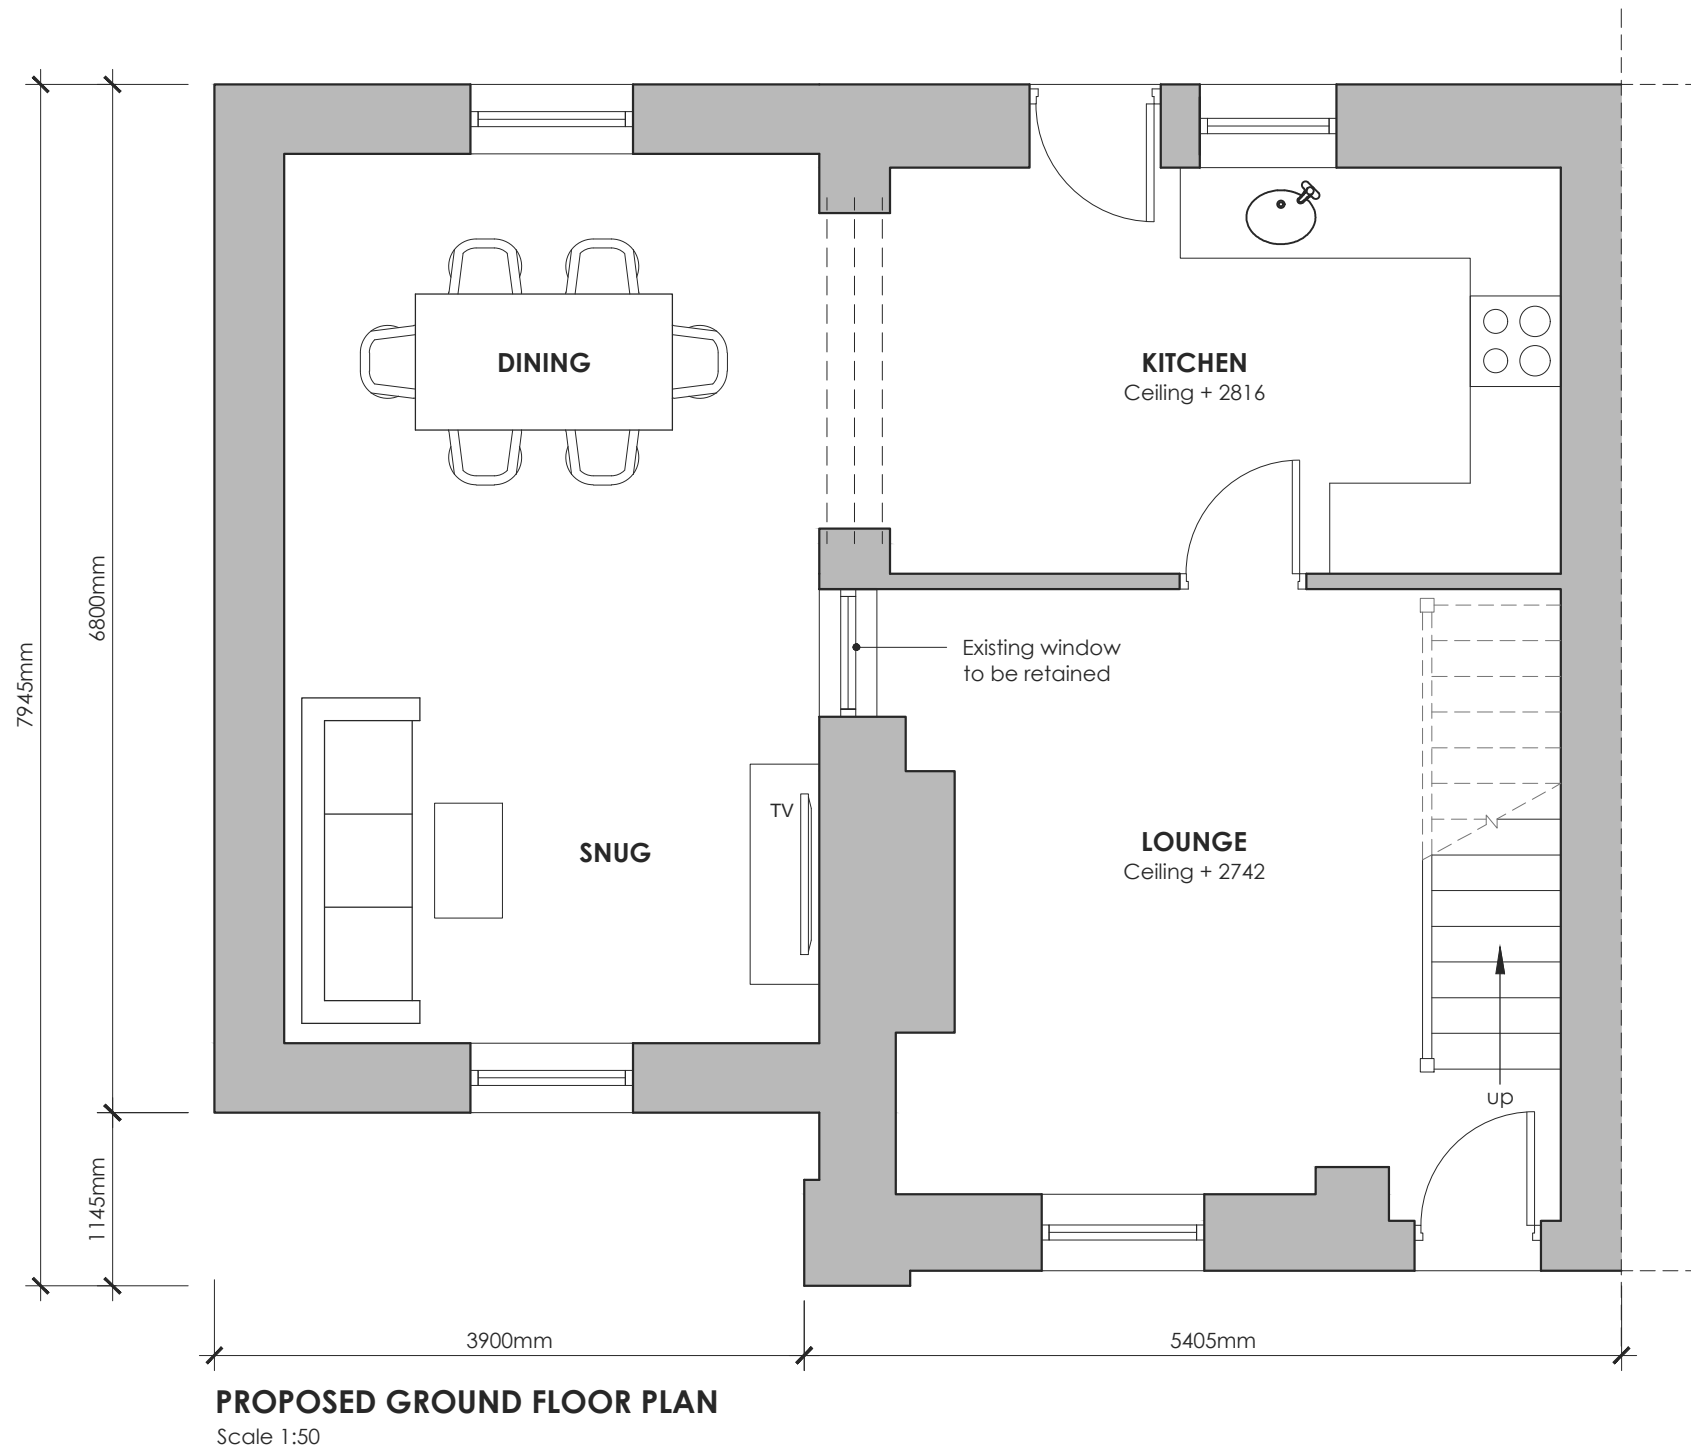 DINING
KITCHEN
Ceiling + 2816
6800mm
7945mm
Existing window
to be retained
TV
SNUG
LOUNGE
Ceiling + 2742
up
1145mm
3900mm
5405mm
PROPOSED GROUND FLOOR PLAN
Scale 1:50